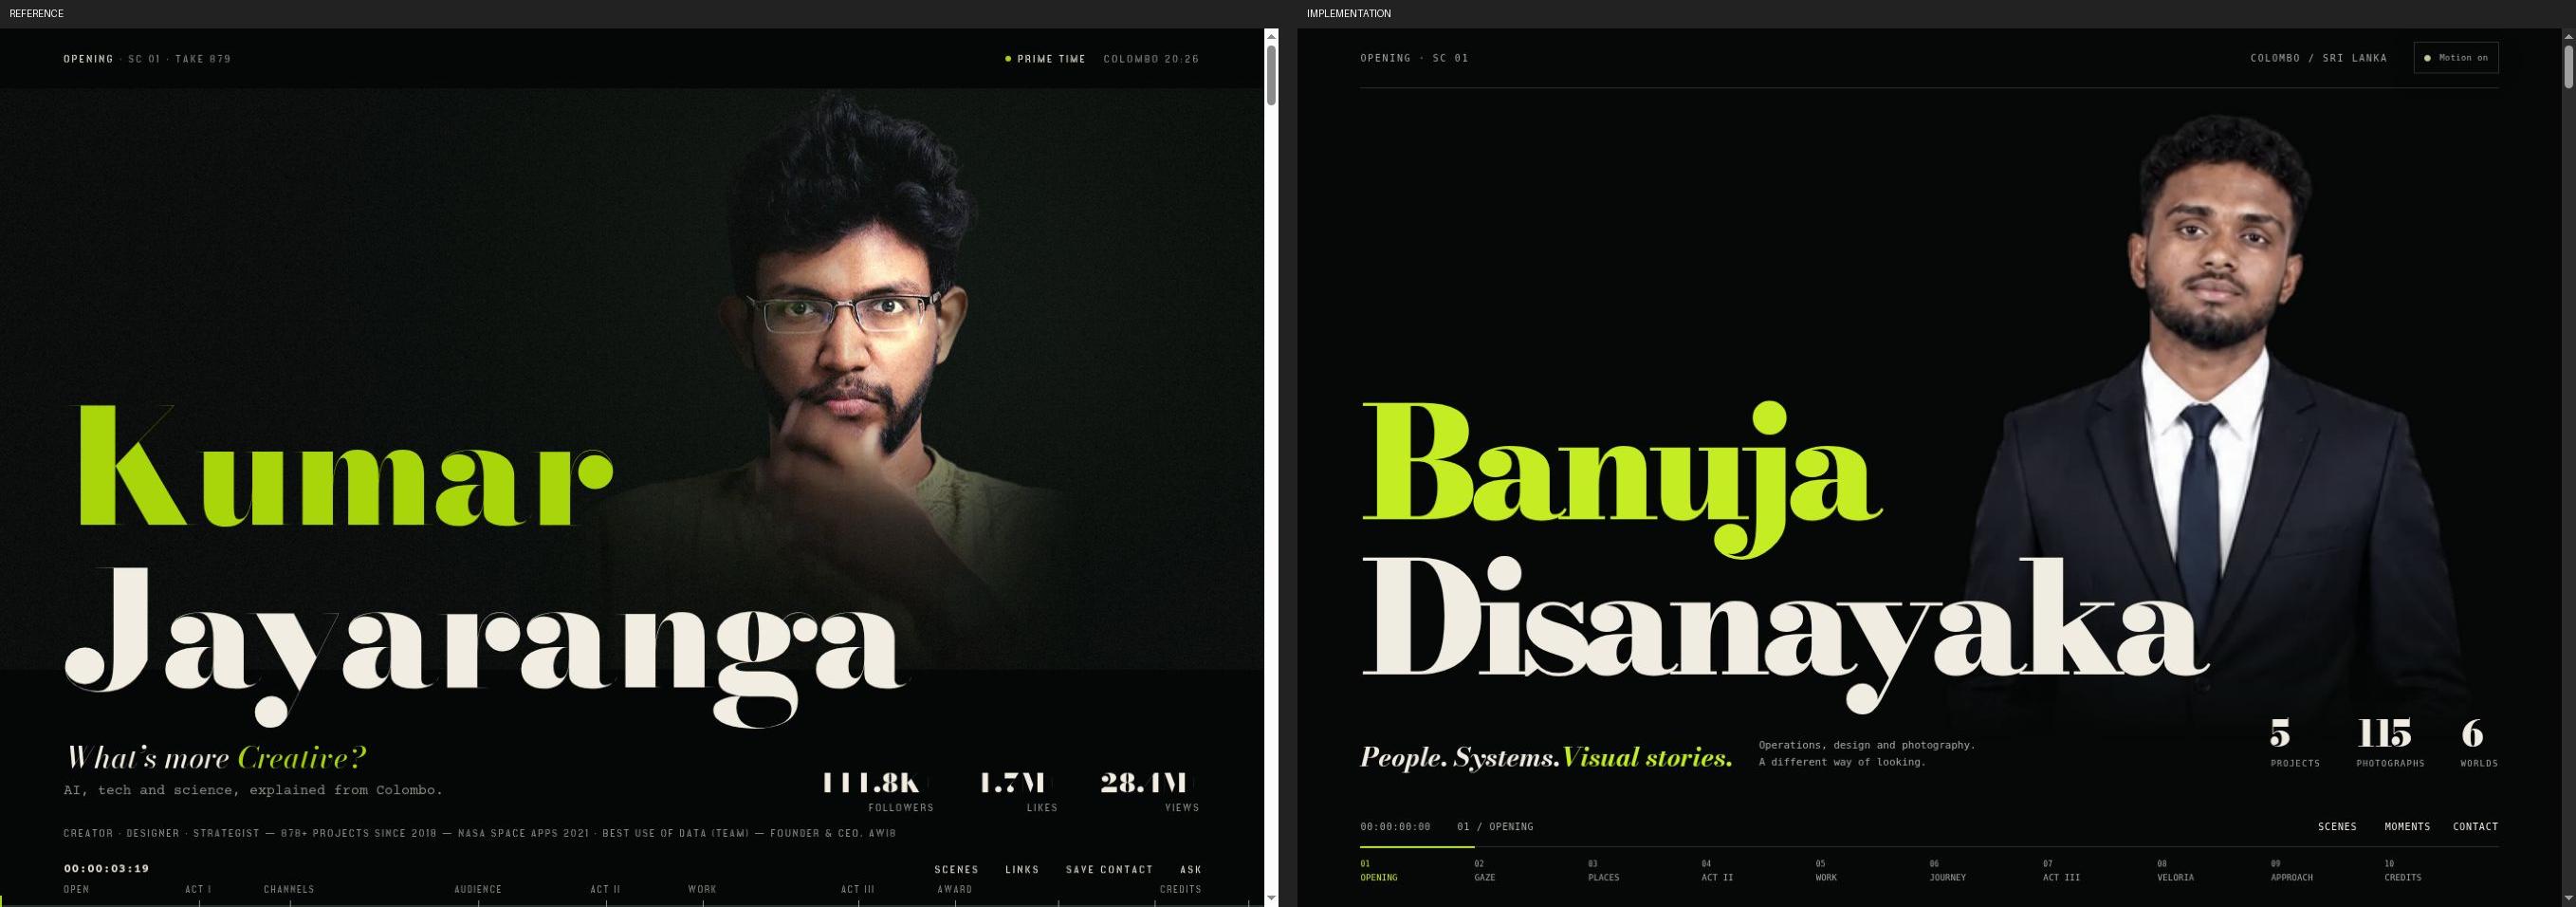 REFERENCE
OPENING · SC 01 · TAKE 879
PRIME TIME COLOMBO 20:26
Kumar
Jayaranga
What's more Creative?
AI, tech and science, explained from Colombo.
111.8K 1.7M 28.4M
FOLLOWERS LIKES VIEWS
CREATOR · DESIGNER · STRATEGIST — 878+ PROJECTS SINCE 2018 — NASA SPACE APPS 2021 · BEST USE OF DATA (TEAM) — FOUNDER & CEO, AWIB
00:00:03:19
SCENES LINKS SAVE CONTACT ASK
OPEN ACT I CHANNELS AUDIENCE ACT II WORK ACT III AWARD CREDITS
IMPLEMENTATION
OPENING · SC 01
COLOMBO / SRI LANKA Motion on
Banuja
Disanayaka
People. Systems. Visual stories.
Operations, design and photography.
A different way of looking.
5 115 6
PROJECTS PHOTOGRAPHS WORLDS
00:00:00:00 01 / OPENING
SCENES MOMENTS CONTACT
01 02 03 04 05 06 07 08 09 10
OPENING GAZE PLACES ACT II WORK JOURNEY ACT III VELORIA APPROACH CREDITS